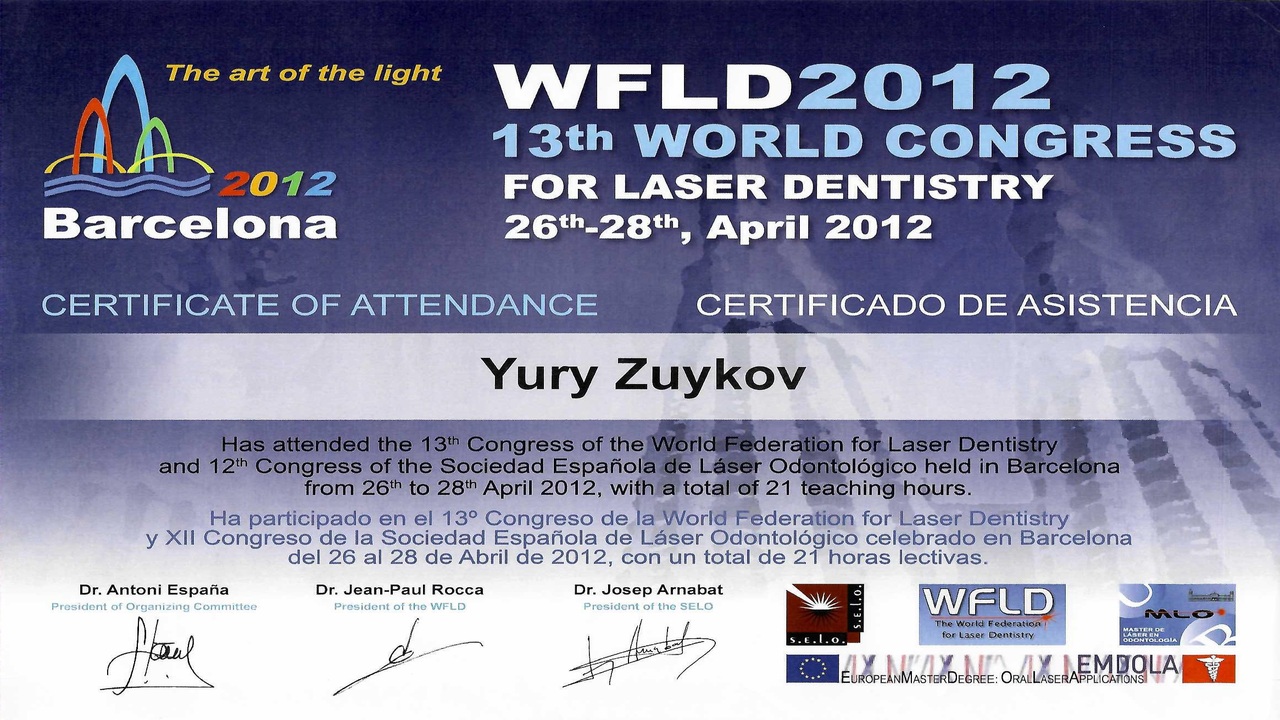 The art of the light
2012
Barcelona
WFLD2012
13th WORLD CONGRESS
FOR LASER DENTISTRY
26th-28th, April 2012
CERTIFICATE OF ATTENDANCE
CERTIFICADO DE ASISTENCIA
Yury Zuykov
Has attended the 13th Congress of the World Federation for Laser Dentistry
and 12th Congress of the Sociedad Española de Láser Odontológico held in Barcelona
from 26th to 28th April 2012, with a total of 21 teaching hours.
Ha participado en el 13º Congreso de la World Federation for Laser Dentistry
y XII Congreso de la Sociedad Española de Láser Odontológico celebrado en Barcelona
del 26 al 28 de Abril de 2012, con un total de 21 horas lectivas.
Dr. Antoni España
President of Organizing Committee
Dr. Jean-Paul Rocca
President of the WFLD
Dr. Josep Arnabat
President of the SELO
s.e.l.o.
s.e.l.o.
WFLD
The World Federation
for Laser Dentistry
MLO
MASTER DE
LÁSER EN
ODONTOLOGÍA
EMDOLA
EUROPEANMASTERDEGREE: ORALLASERAPPLICATIONS